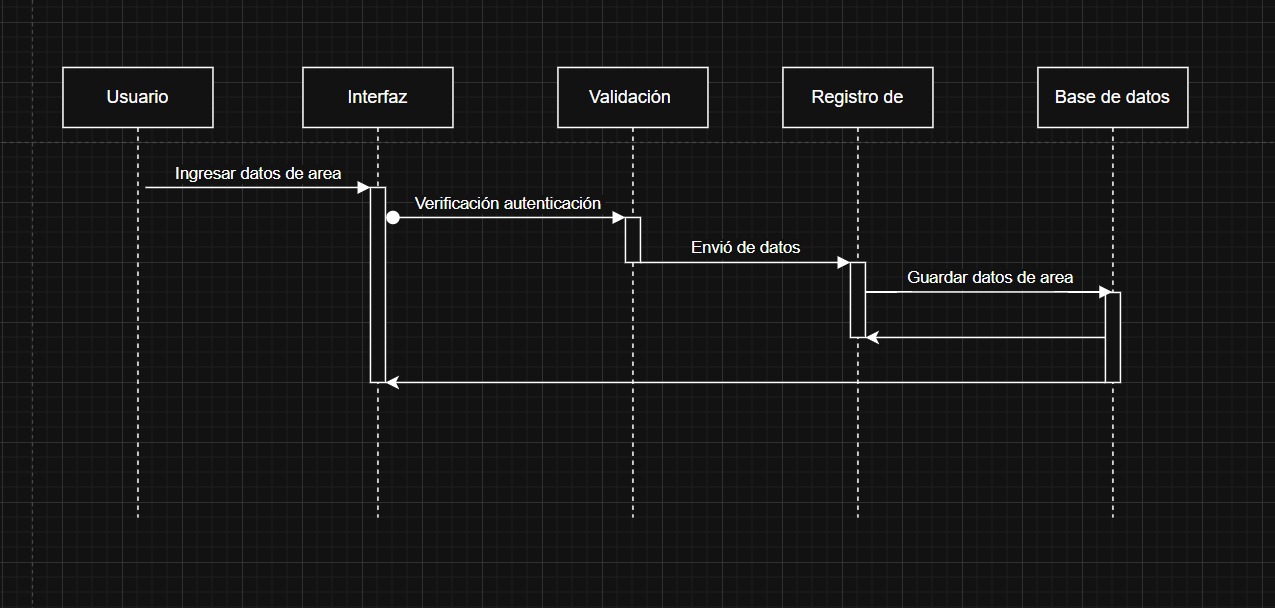 Usuario
Interfaz
Validación
Registro de
Base de datos
Ingresar datos de area
Verificación autenticación
Envió de datos
Guardar datos de area